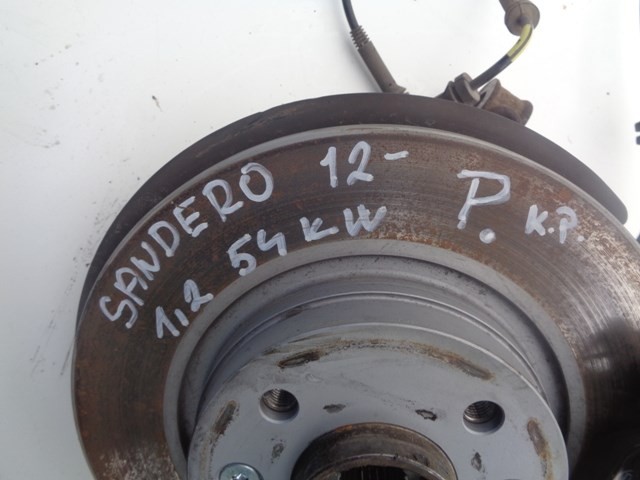 SANDERO 12- P. K.P.
1,2 54 KW